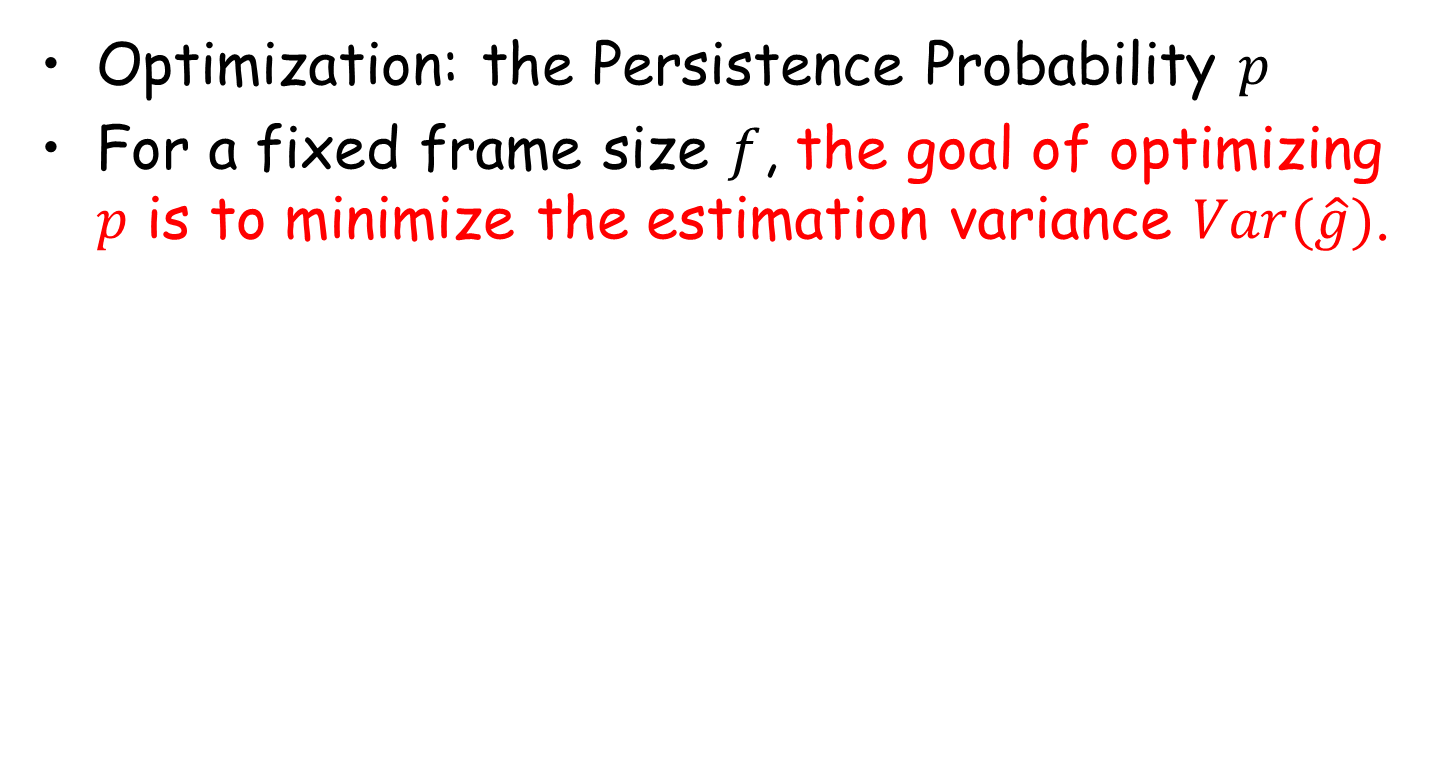 • Optimization: the Persistence Probability 𝑝
• For a fixed frame size 𝑓, the goal of optimizing
𝑝 is to minimize the estimation variance 𝑉𝑎𝑟(𝑔̂).